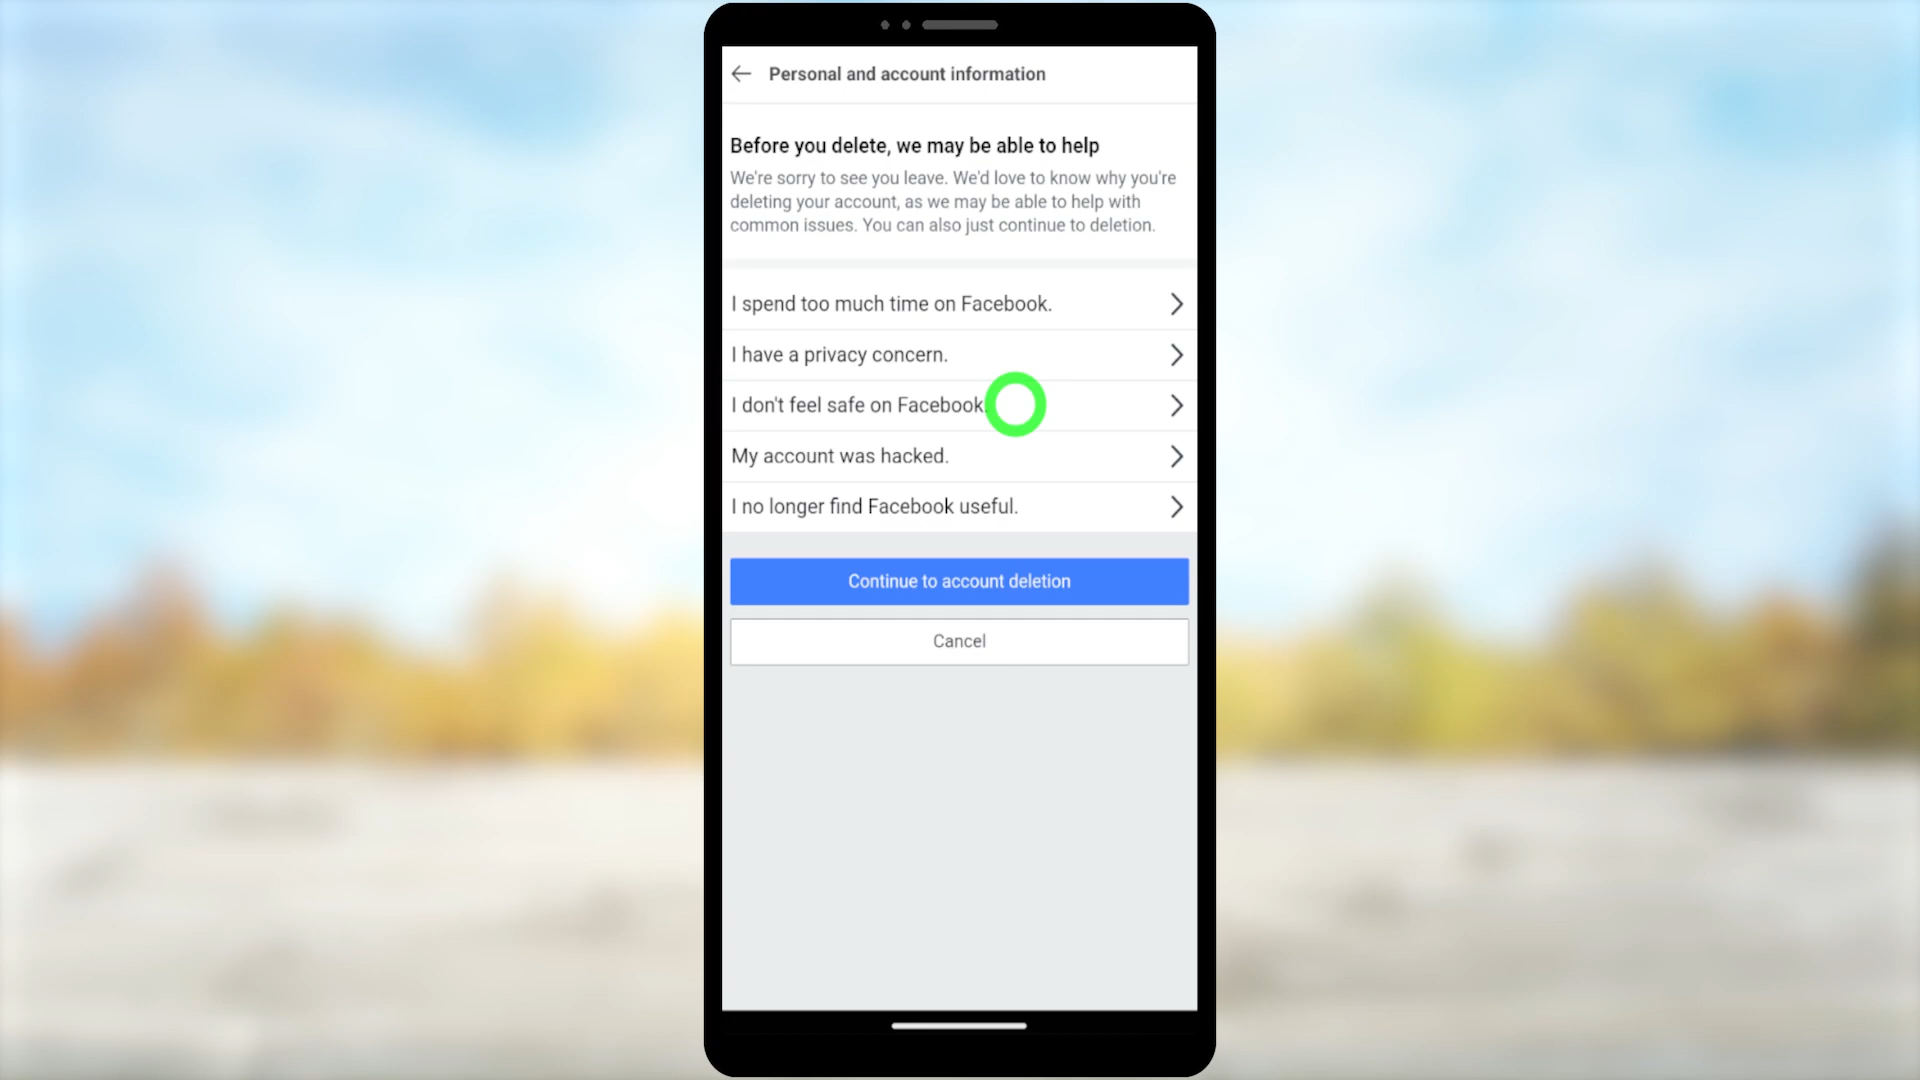 Personal and account information
Before you delete, we may be able to help
We're sorry to see you leave. We'd love to know why you're
deleting your account, as we may be able to help with
common issues. You can also just continue to deletion.
I spend too much time on Facebook.
I have a privacy concern.
I don't feel safe on Facebook.
My account was hacked.
I no longer find Facebook useful.
Continue to account deletion
Cancel